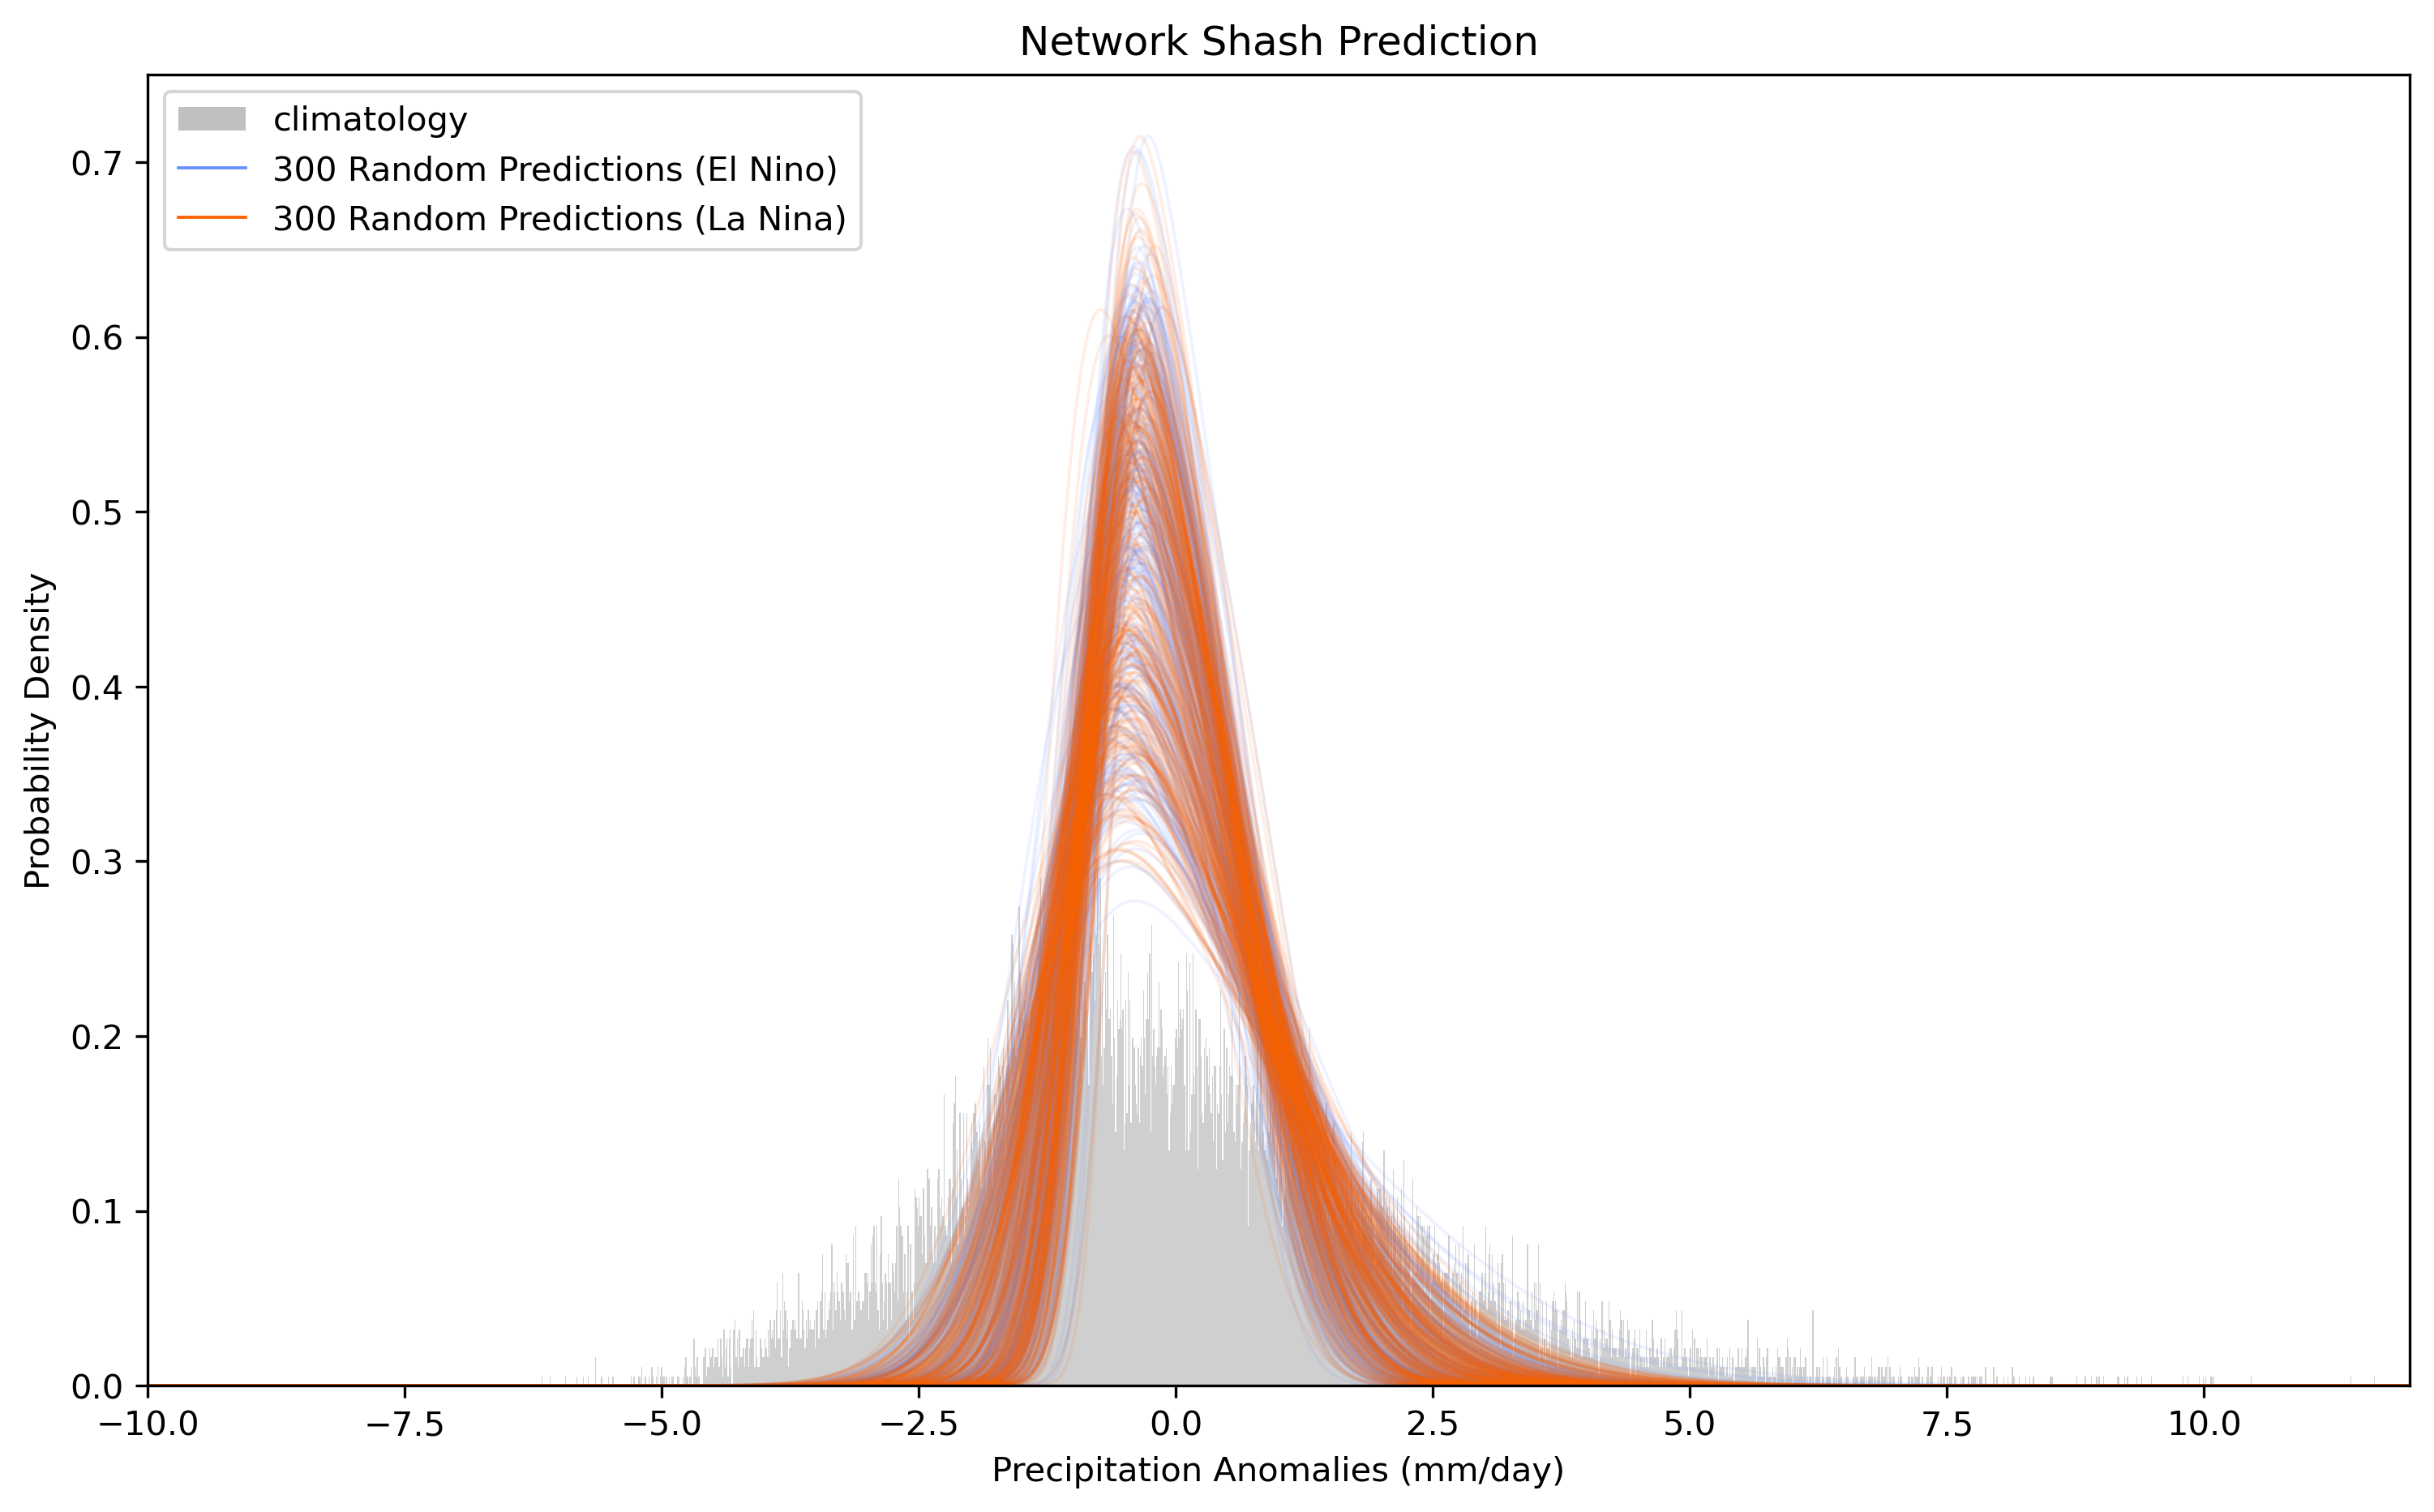 Network Shash Prediction
climatology
300 Random Predictions (El Nino)
300 Random Predictions (La Nina)
Probability Density
0.7
0.6
0.5
0.4
0.3
0.2
0.1
0.0
−10.0 −7.5 −5.0 −2.5 0.0 2.5 5.0 7.5 10.0
Precipitation Anomalies (mm/day)